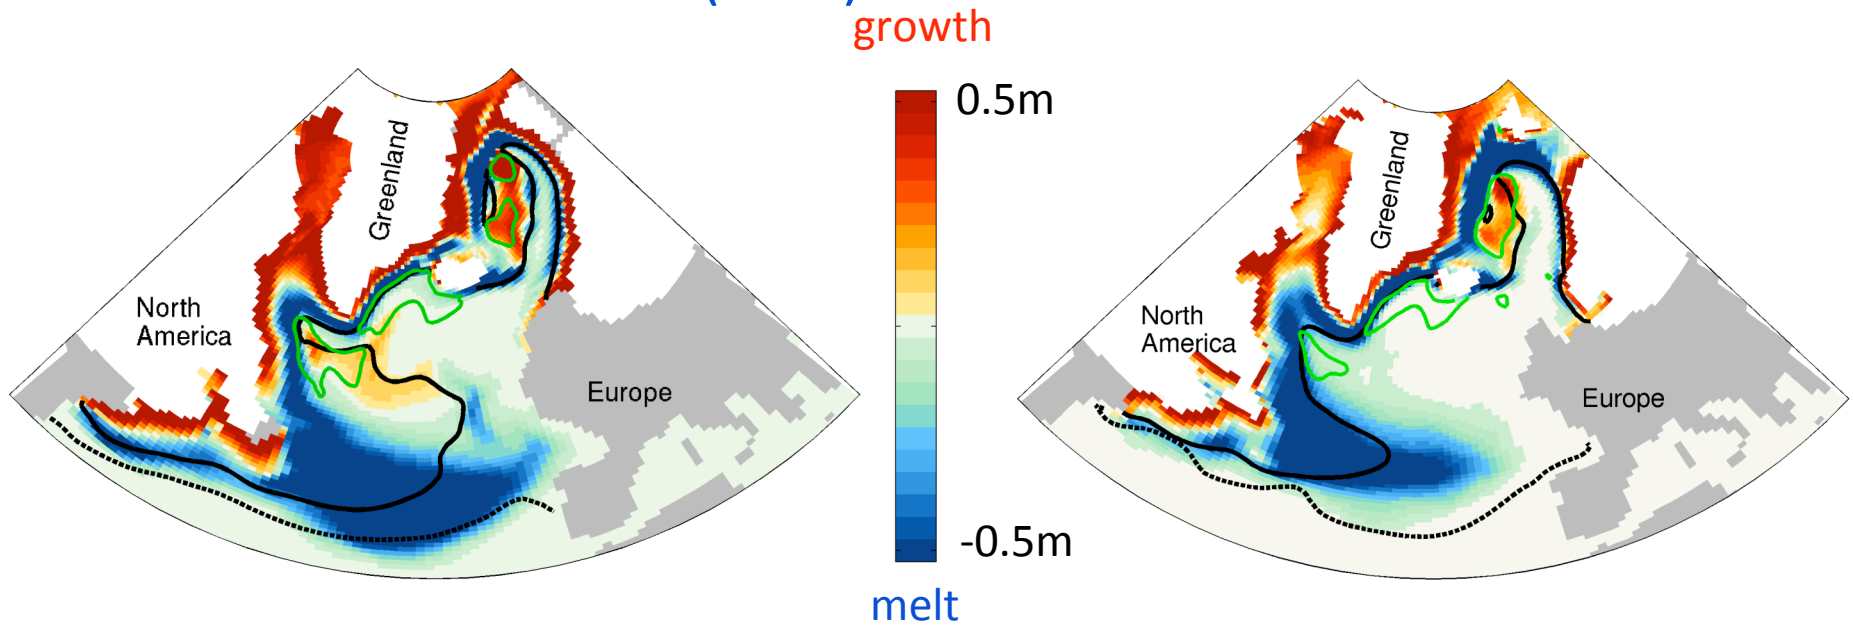 growth
0.5m
Greenland
Greenland
North
America
North
America
Europe
Europe
-0.5m
melt